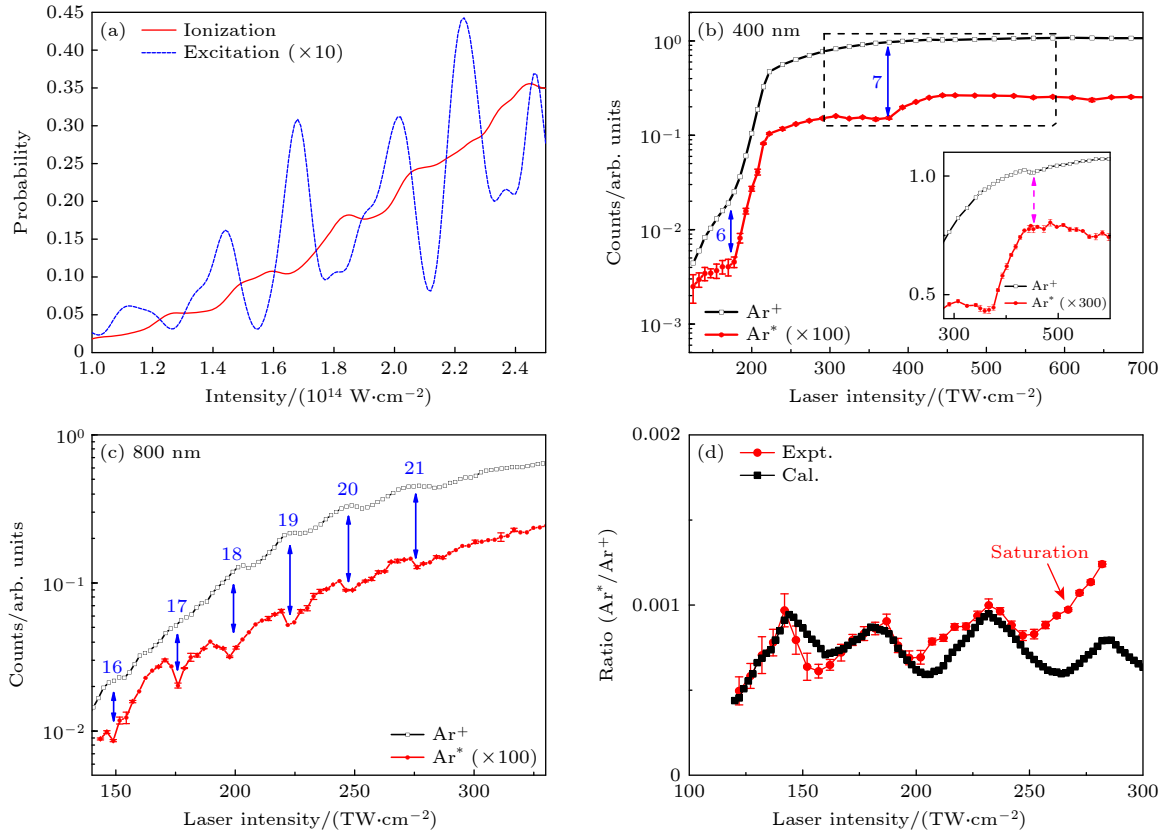 (a)
Ionization
Excitation (×10)
0.45
0.40
0.35
0.30
0.25
0.20
0.15
0.10
0.05
0
Probability
1.0 1.2 1.4 1.6 1.8 2.0 2.2 2.4
Intensity/(10¹⁴ W·cm⁻²)
(b) 400 nm
10⁰
10⁻¹
10⁻²
10⁻³
Counts/arb. units
7
6
Ar⁺
Ar* (×100)
1.0
0.5
Ar⁺
Ar* (×300)
300 500
200 300 400 500 600 700
Laser intensity/(TW·cm⁻²)
(c) 800 nm
10⁰
10⁻¹
10⁻²
Counts/arb. units
16
17
18
19
20
21
Ar⁺
Ar* (×100)
150 200 250 300
Laser intensity/(TW·cm⁻²)
(d)
Expt.
Cal.
0.002
0.001
0
Ratio (Ar*/Ar⁺)
Saturation
100 150 200 250 300
Laser intensity/(TW·cm⁻²)